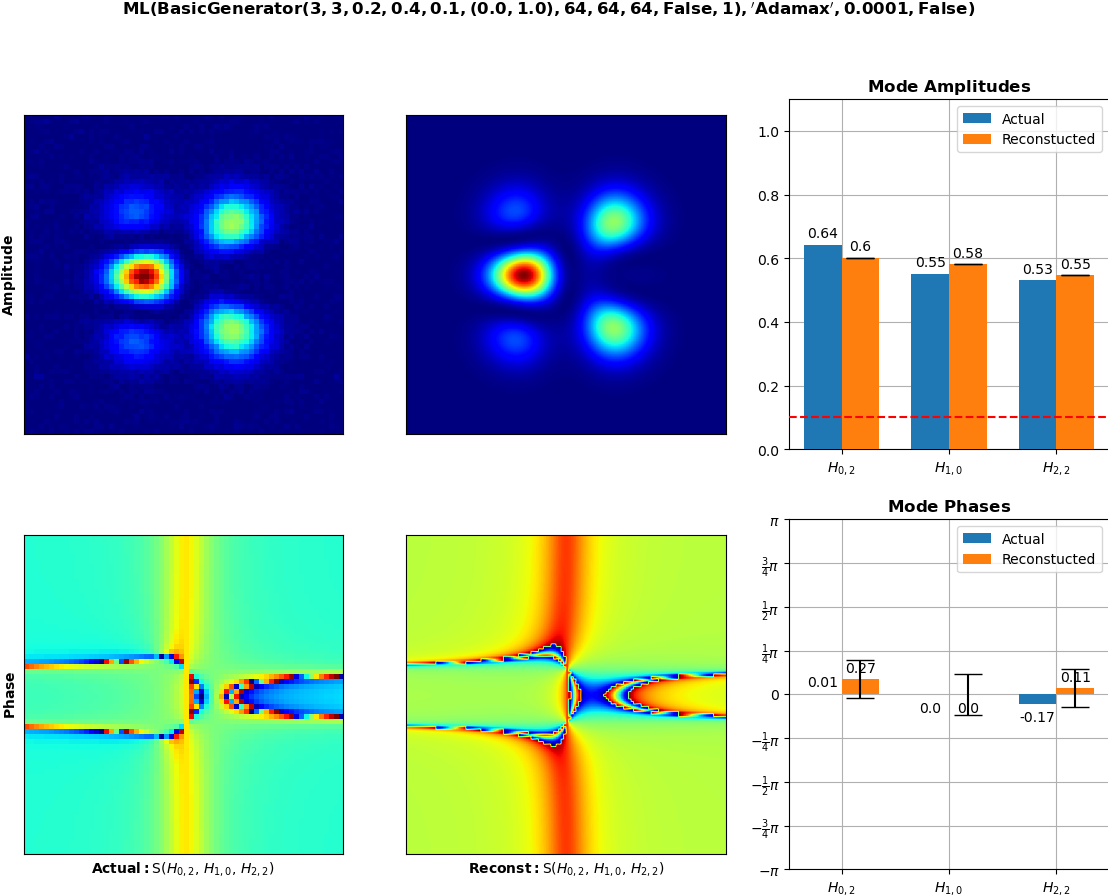 ML(BasicGenerator(3, 3, 0.2, 0.4, 0.1, (0.0, 1.0), 64, 64, 64, False, 1), ′Adamax′, 0.0001, False)
Amplitude
Mode Amplitudes
Actual
Reconstucted
1.0
0.8
0.6
0.4
0.2
0.0
0.64
0.6
0.55
0.58
0.53
0.55
H0,2
H1,0
H2,2
Phase
Actual: S(H0,2, H1,0, H2,2)
Reconst: S(H0,2, H1,0, H2,2)
Mode Phases
Actual
Reconstucted
π
3/4π
1/2π
1/4π
0
−1/4π
−1/2π
−3/4π
−π
0.01
0.27
0.0
0.0
-0.17
0.11
H0,2
H1,0
H2,2